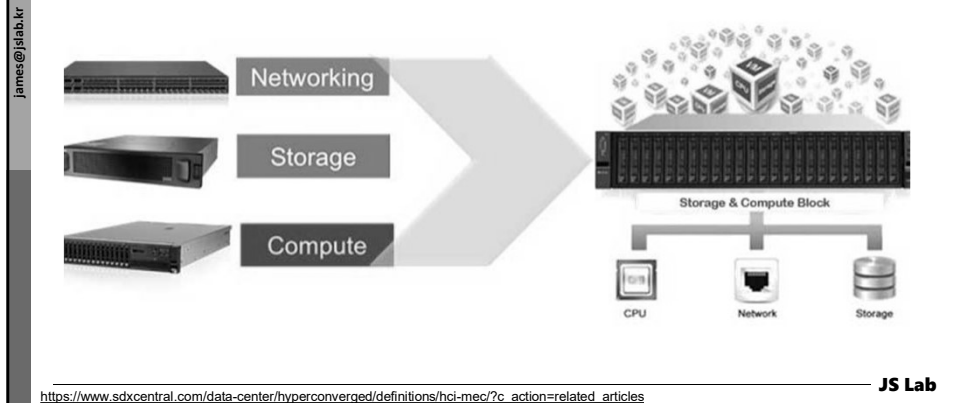 james@jslab.kr
Networking
Storage
Compute
CPU
Storage & Compute Block
CPU
Network
Storage
JS Lab
https://www.sdxcentral.com/data-center/hyperconverged/definitions/hci-mec/?c_action=related_articles